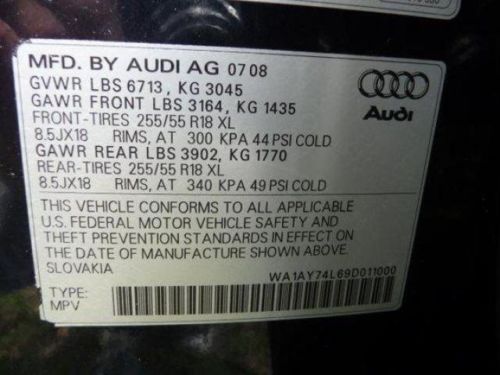 MFD. BY AUDI AG 07 08
GVWR LBS 6713 , KG 3045
GAWR FRONT LBS 3164, KG 1435
FRONT-TIRES 255/55 R18 XL
8.5JX18 RIMS, AT 300 KPA 44 PSI COLD
GAWR REAR LBS 3902, KG 1770
REAR-TIRES 255/55 R18 XL
8.5JX18 RIMS, AT 340 KPA 49 PSI COLD
Audi
THIS VEHICLE CONFORMS TO ALL APPLICABLE
U.S. FEDERAL MOTOR VEHICLE SAFETY AND
THEFT PREVENTION STANDARDS IN EFFECT ON
THE DATE OF MANUFACTURE SHOWN ABOVE.
SLOVAKIA
WA1AY74L69D011000
TYPE:
MPV